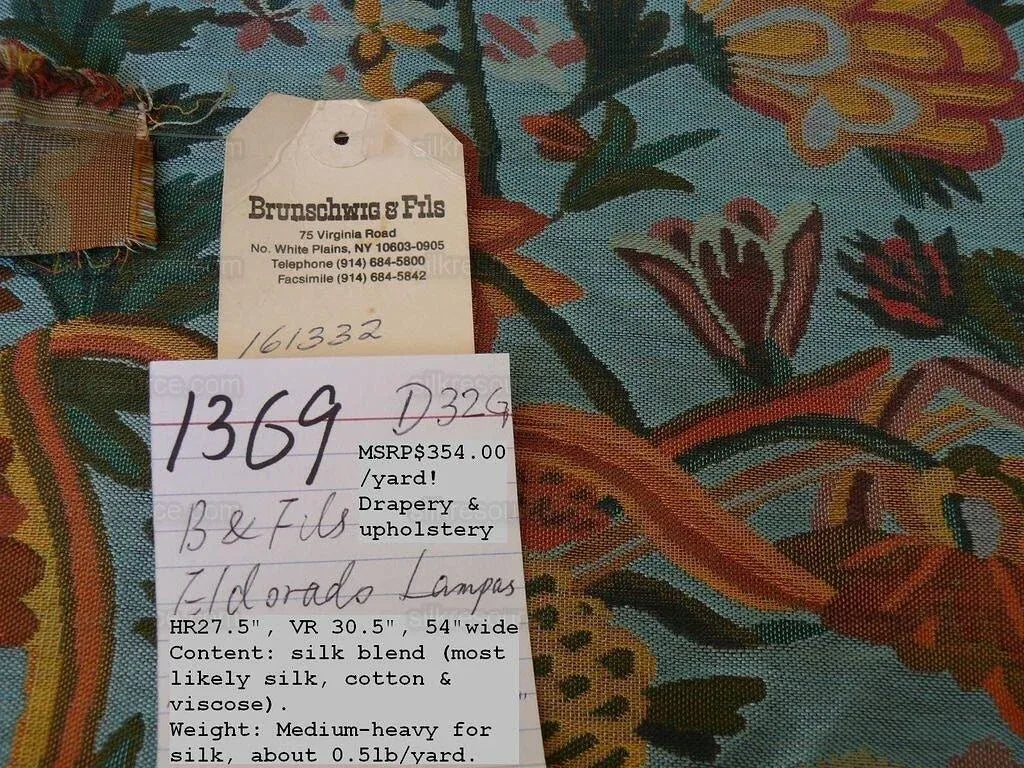 Brunschwig & Fils
75 Virginia Road
No. White Plains, NY 10603-0905
Telephone (914) 684-5800
Facsimile (914) 684-5842
161332
1369 D32G
MSRP$354.00
/yard!
Drapery &
upholstery
B & Fils
Eldorado Lampas
HR27.5", VR 30.5", 54"wide
Content: silk blend (most
likely silk, cotton &
viscose).
Weight: Medium-heavy for
silk, about 0.5lb/yard.